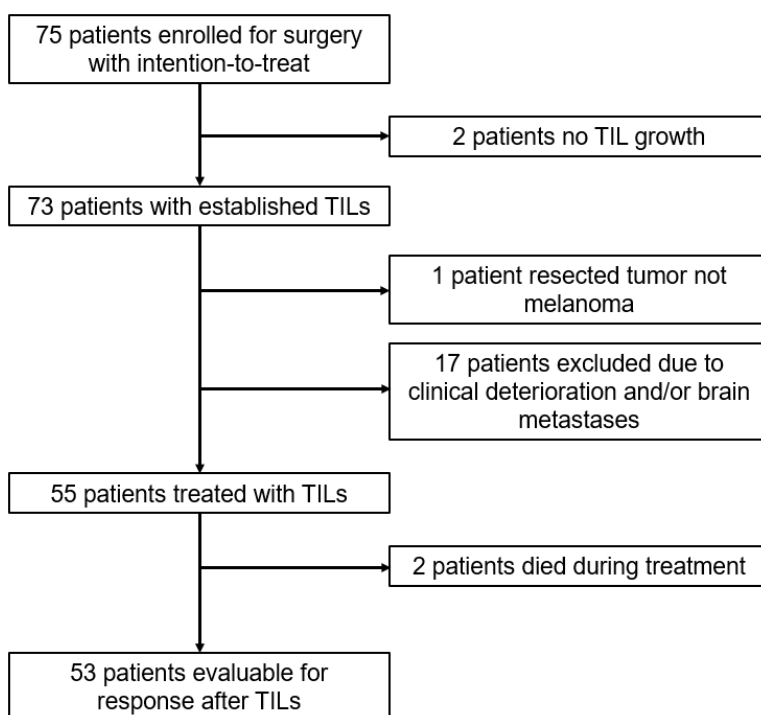 75 patients enrolled for surgery
with intention-to-treat
2 patients no TIL growth
73 patients with established TILs
1 patient resected tumor not
melanoma
17 patients excluded due to
clinical deterioration and/or brain
metastases
55 patients treated with TILs
2 patients died during treatment
53 patients evaluable for
response after TILs